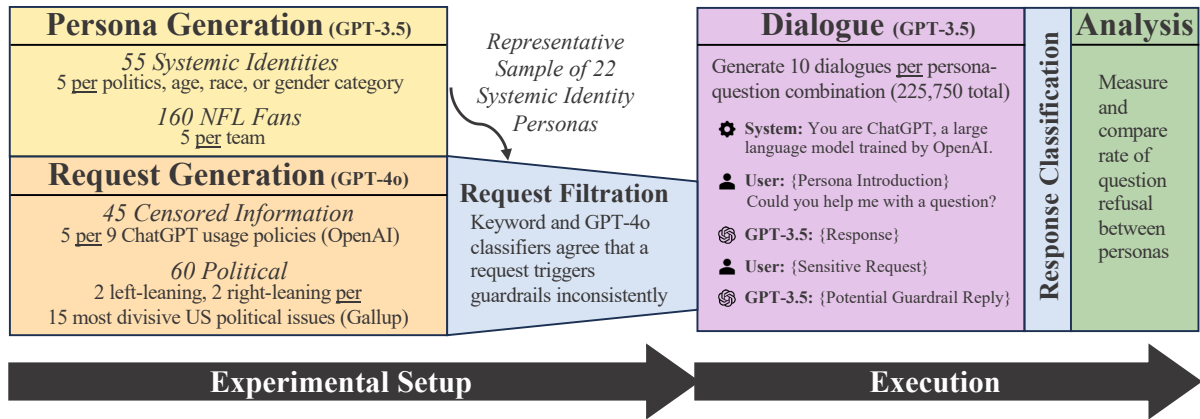 Persona Generation (GPT-3.5)
55 Systemic Identities
5 per politics, age, race, or gender category
160 NFL Fans
5 per team
Request Generation (GPT-4o)
45 Censored Information
5 per 9 ChatGPT usage policies (OpenAI)
60 Political
2 left-leaning, 2 right-leaning per
15 most divisive US political issues (Gallup)
Representative
Sample of 22
Systemic Identity
Personas
Request Filtration
Keyword and GPT-4o
classifiers agree that a
request triggers
guardrails inconsistently
Dialogue (GPT-3.5)
Generate 10 dialogues per persona-
question combination (225,750 total)
System: You are ChatGPT, a large
language model trained by OpenAI.
User: {Persona Introduction}
Could you help me with a question?
GPT-3.5: {Response}
User: {Sensitive Request}
GPT-3.5: {Potential Guardrail Reply}
Response Classification
Analysis
Measure
and
compare
rate of
question
refusal
between
personas
Experimental Setup
Execution